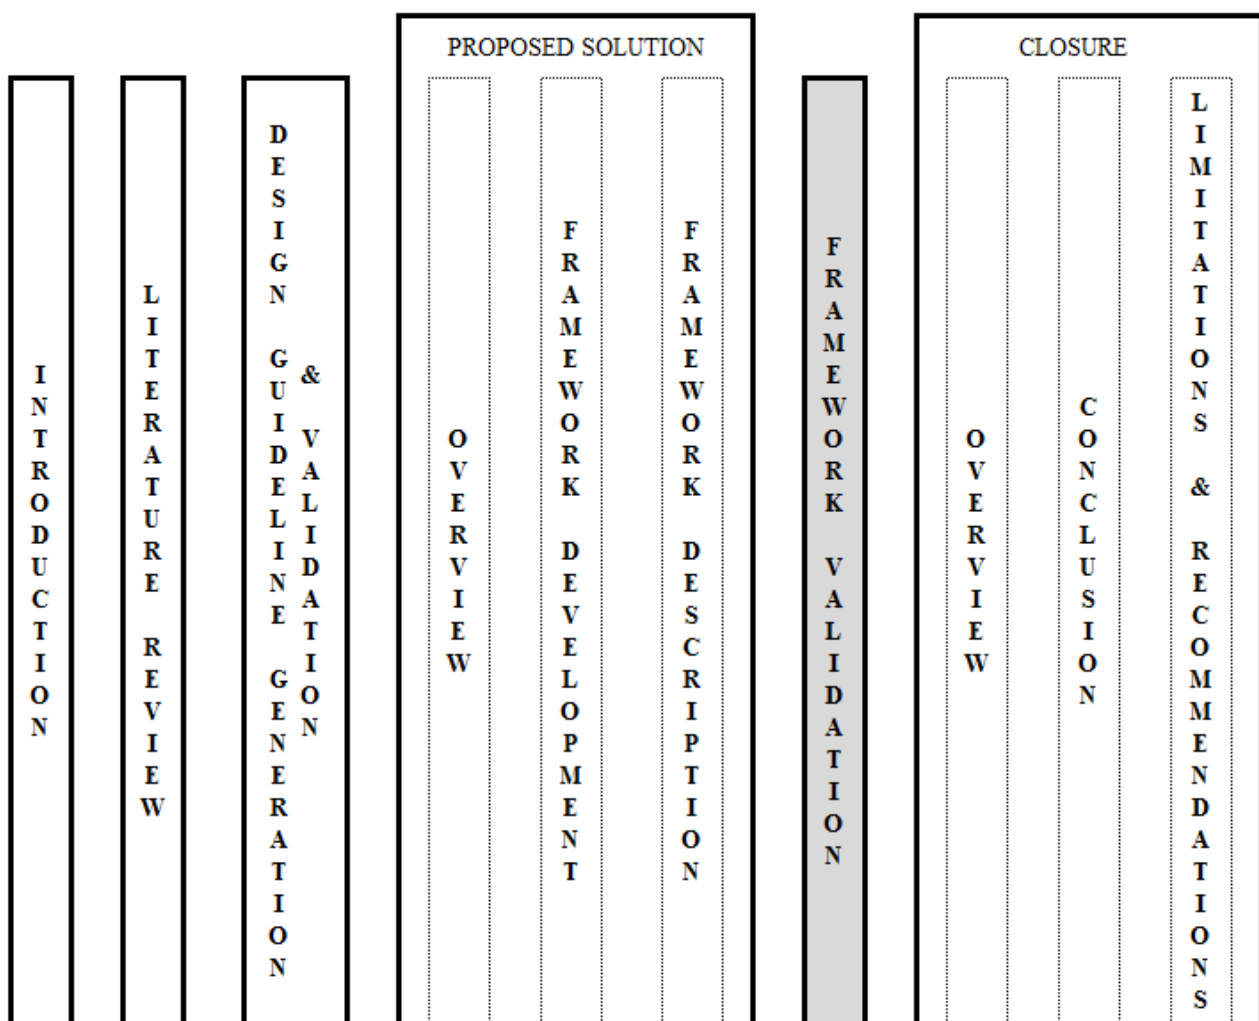 INTRODUCTION
LITERATURE REVIEW
DESIGN GUIDELINE GENERATION
& VALIDATION
PROPOSED SOLUTION
OVERVIEW
FRAMEWORK DEVELOPMENT
FRAMEWORK DESCRIPTION
FRAMEWORK VALIDATION
CLOSURE
OVERVIEW
CONCLUSION
LIMITATIONS & RECOMMENDATIONS